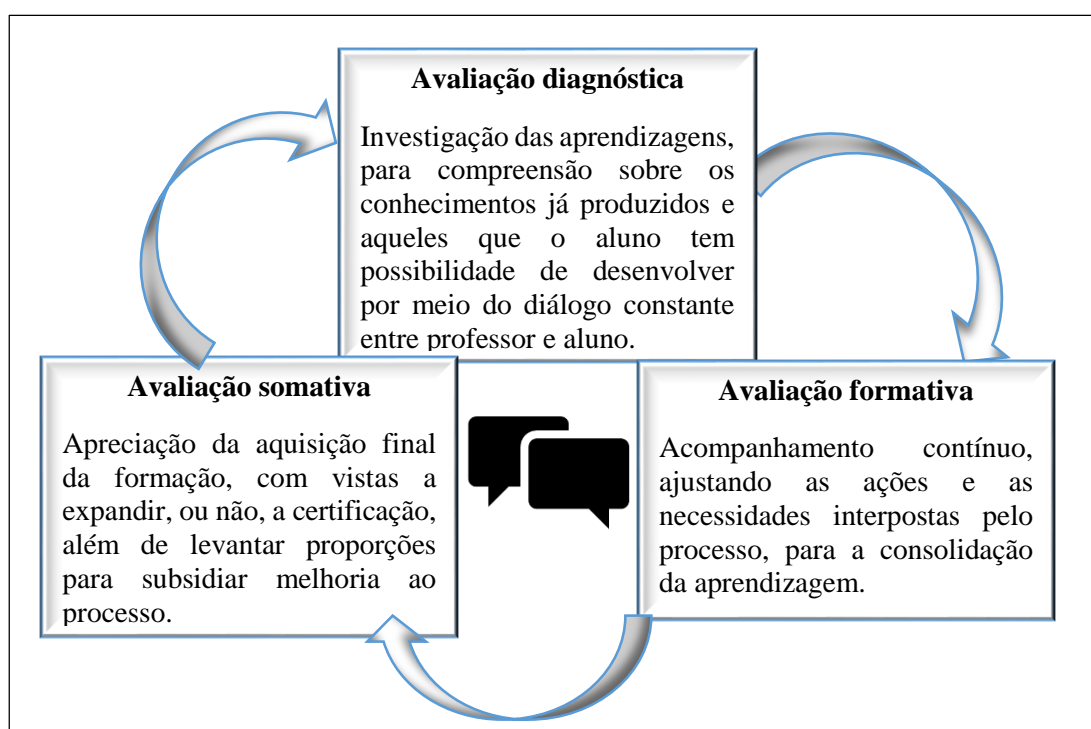 Avaliação diagnóstica
Investigação das aprendizagens,
para compreensão sobre os
conhecimentos já produzidos e
aqueles que o aluno tem
possibilidade de desenvolver
por meio do diálogo constante
entre professor e aluno.
Avaliação somativa
Apreciação da aquisição final
da formação, com vistas a
expandir, ou não, a certificação,
além de levantar proporções
para subsidiar melhoria ao
processo.
Avaliação formativa
Acompanhamento contínuo,
ajustando as ações e as
necessidades interpostas pelo
processo, para a consolidação
da aprendizagem.